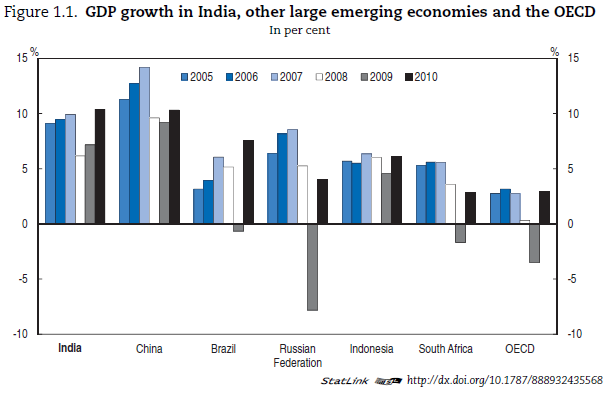 Figure 1.1. GDP growth in India, other large emerging economies and the OECD
In per cent
% %
15 15
2005 2006 2007 2008 2009 2010
10 10
5 5
0 0
-5 -5
-10 -10
India China Brazil Russian Federation Indonesia South Africa OECD
StatLink http://dx.doi.org/10.1787/888932435568